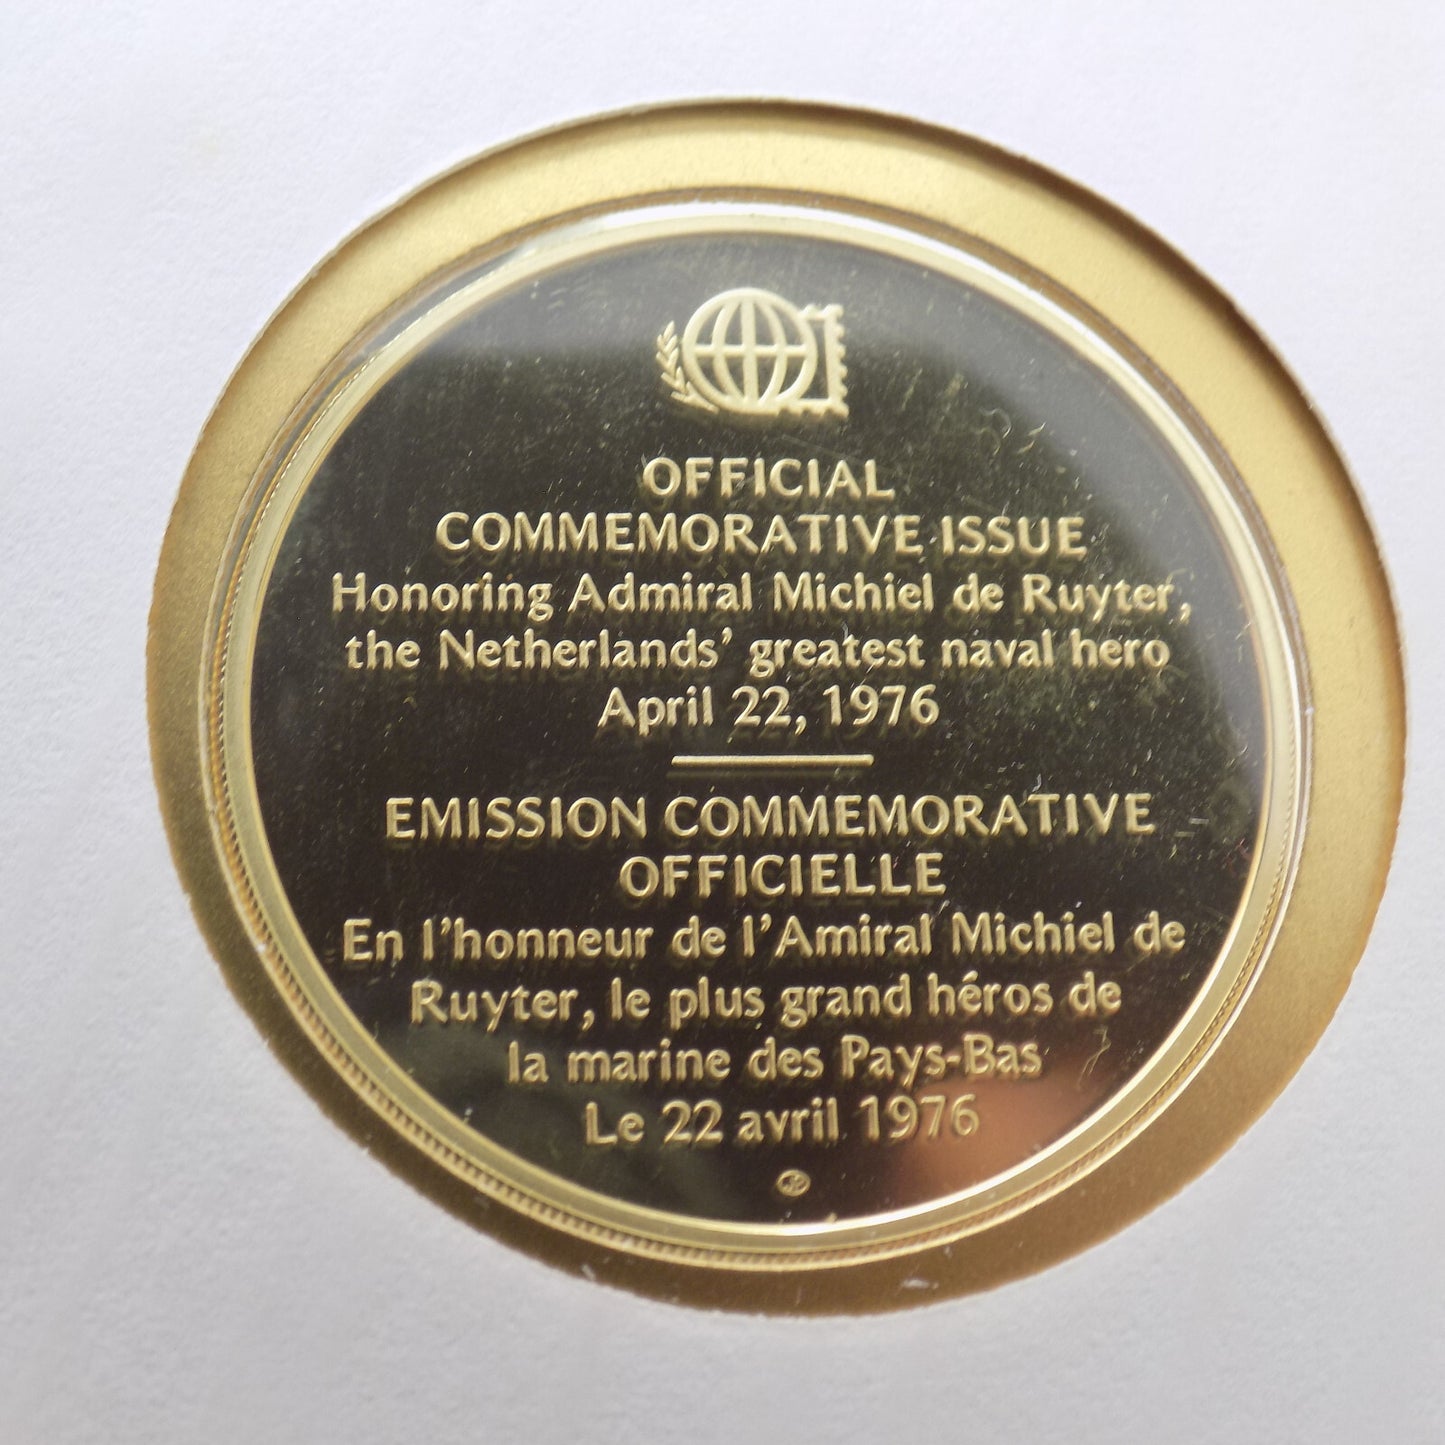 OFFICIAL
COMMEMORATIVE ISSUE
Honoring Admiral Michiel de Ruyter,
the Netherlands' greatest naval hero
April 22, 1976
EMISSION COMMEMORATIVE
OFFICIELLE
En l'honneur de l'Amiral Michiel de
Ruyter, le plus grand héros de
la marine des Pays-Bas
Le 22 avril 1976